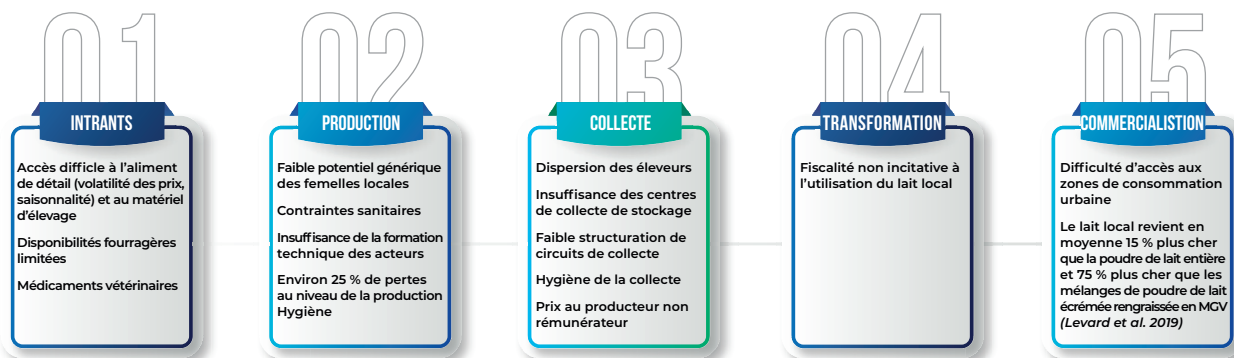 01
INTRANTS
Accès difficle à l’aliment
de détail (volatilité des prix,
saisonnalité) et au matériel
d’élevage
Disponibilités fourragères
limitées
Médicaments vétérinaires
02
PRODUCTION
Faible potentiel générique
des femelles locales
Contraintes sanitaires
Insuffisance de la formation
technique des acteurs
Environ 25 % de pertes
au niveau de la production
Hygiène
03
COLLECTE
Dispersion des éleveurs
Insuffisance des centres
de collecte de stockage
Faible structuration de
circuits de collecte
Hygiène de la collecte
Prix au producteur non
rémunérateur
04
TRANSFORMATION
Fiscalité non incitative à
l’utilisation du lait local
05
COMMERCIALISTION
Difficulté d’accès aux
zones de consommation
urbaine
Le lait local revient en
moyenne 15 % plus cher
que la poudre de lait entière
et 75 % plus cher que les
mélanges de poudre de lait
écrémée rengraissée en MGV
(Levard et al. 2019)